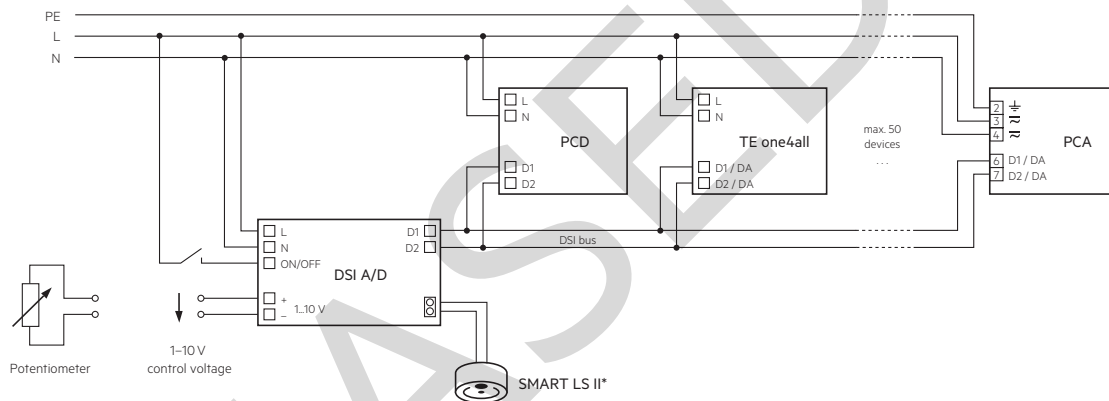 PE
L
N
L
N
PCD
D1
D2
L
N
TE one4all
D1 / DA
D2 / DA
max. 50
devices
...
2
3
4
PCA
6 D1 / DA
7 D2 / DA
L
N
ON/OFF
DSI A/D
D1
D2
+
–
1...10 V
DSI bus
Potentiometer
1–10 V
control voltage
SMART LS II*
ASED